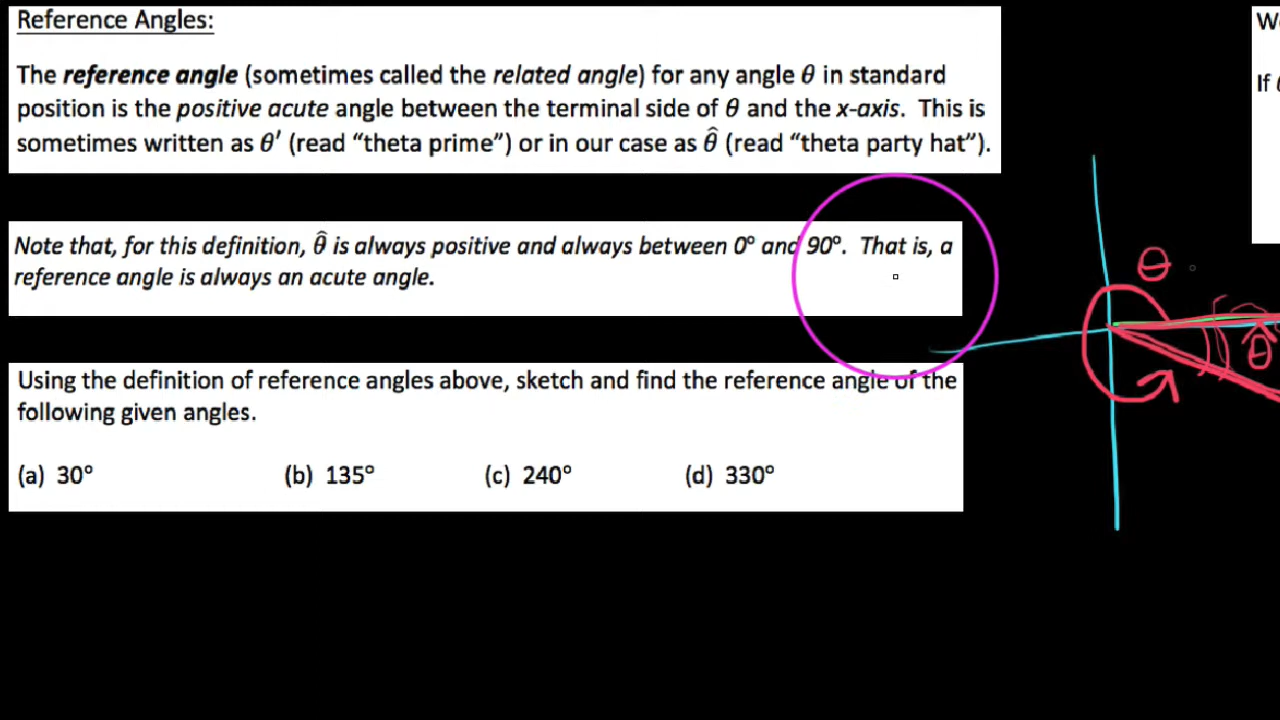 Reference Angles:
The reference angle (sometimes called the related angle) for any angle θ in standard
position is the positive acute angle between the terminal side of θ and the x-axis. This is
sometimes written as θ′ (read “theta prime”) or in our case as θ̂ (read “theta party hat”).
Note that, for this definition, θ̂ is always positive and always between 0° and 90°. That is, a
reference angle is always an acute angle.
Using the definition of reference angles above, sketch and find the reference angle of the
following given angles.
(a) 30° (b) 135° (c) 240° (d) 330°
If
θ
θ̂